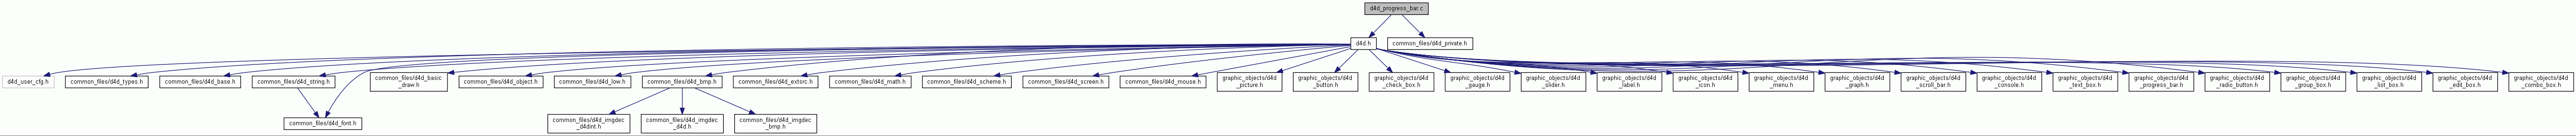 d4d_progress_bar.c
d4d.h
common_files/d4d_private.h
d4d_user_cfg.h
common_files/d4d_types.h
common_files/d4d_base.h
common_files/d4d_string.h
common_files/d4d_basic
_draw.h
common_files/d4d_object.h
common_files/d4d_low.h
common_files/d4d_bmp.h
common_files/d4d_extsrc.h
common_files/d4d_math.h
common_files/d4d_scheme.h
common_files/d4d_screen.h
common_files/d4d_mouse.h
graphic_objects/d4d
_picture.h
graphic_objects/d4d
_button.h
graphic_objects/d4d
_check_box.h
graphic_objects/d4d
_gauge.h
graphic_objects/d4d
_slider.h
graphic_objects/d4d
_label.h
graphic_objects/d4d
_icon.h
graphic_objects/d4d
_menu.h
graphic_objects/d4d
_graph.h
graphic_objects/d4d
_scroll_bar.h
graphic_objects/d4d
_console.h
graphic_objects/d4d
_text_box.h
graphic_objects/d4d
_progress_bar.h
graphic_objects/d4d
_radio_button.h
graphic_objects/d4d
_group_box.h
graphic_objects/d4d
_list_box.h
graphic_objects/d4d
_edit_box.h
graphic_objects/d4d
_combo_box.h
common_files/d4d_font.h
common_files/d4d_imgdec
_d4dint.h
common_files/d4d_imgdec
_d4d.h
common_files/d4d_imgdec
_bmp.h